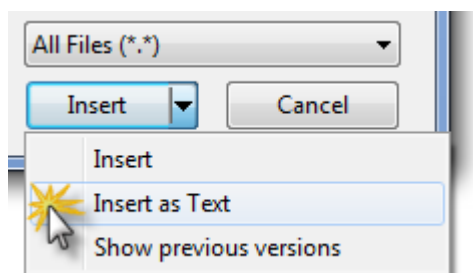 All Files (*.*)
Insert Cancel
Insert
Insert as Text
Show previous versions